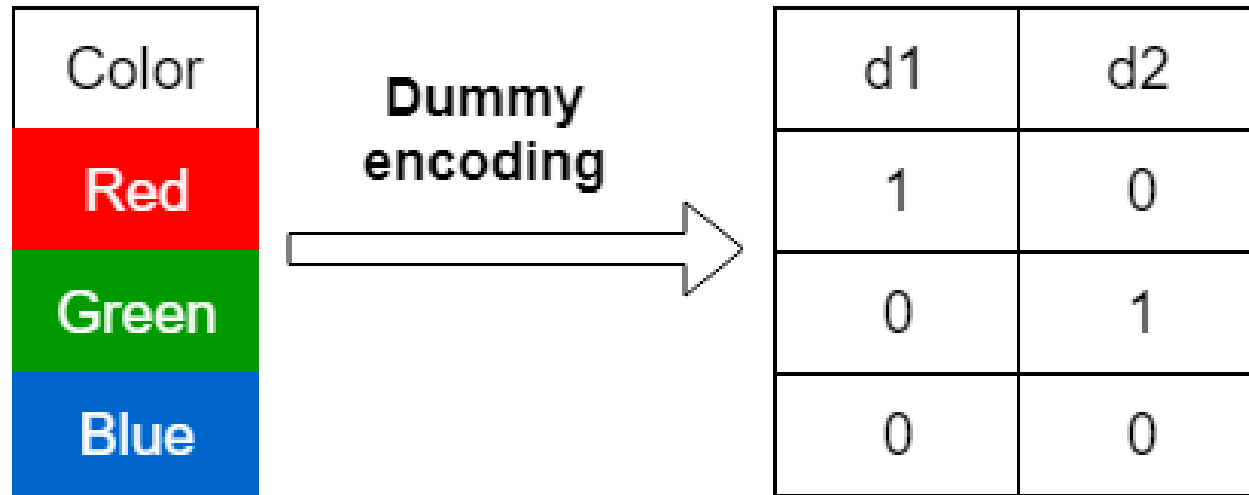 Color
Red
Green
Blue
Dummy
encoding
d1 d2
1 0
0 1
0 0